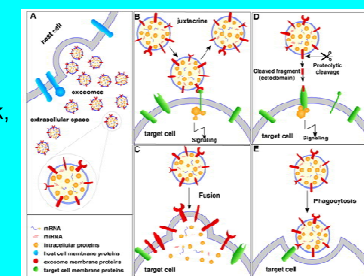 k,
A
host-cell
exosomes
extracellular space
mRNA
miRNA
intracellular proteins
host cell membrane proteins
exosome membrane proteins
target cell membrane proteins
B
juxtacrine
target cell
Signaling
C
Fusion
target cell
D
Proteolytic
cleavage
Cleaved fragment
(ectodomain)
target cell
Signaling
E
Phagocytosis
target cell